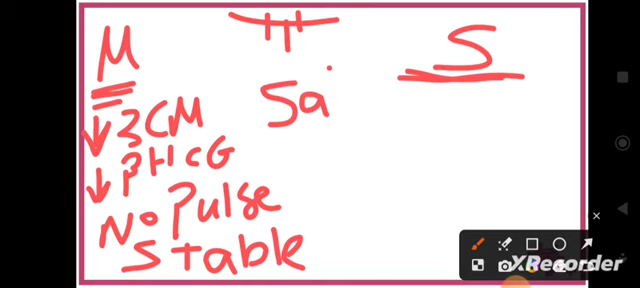 M
S
Sa
↓ 3CM
↓ βHCG
No Pulse
Stable
XRecorder